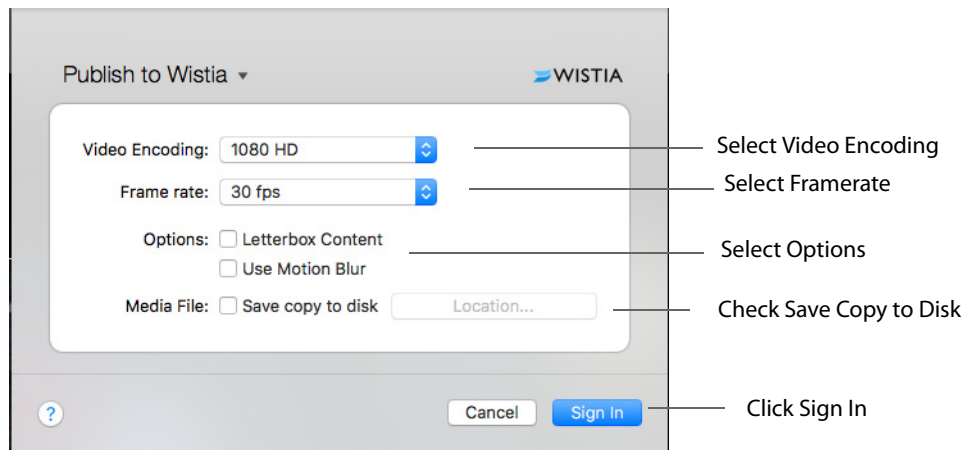 Publish to Wistia
WISTIA
Video Encoding: 1080 HD
Select Video Encoding
Frame rate: 30 fps
Select Framerate
Options: Letterbox Content
Use Motion Blur
Select Options
Media File: Save copy to disk Location...
Check Save Copy to Disk
? Cancel Sign In
Click Sign In